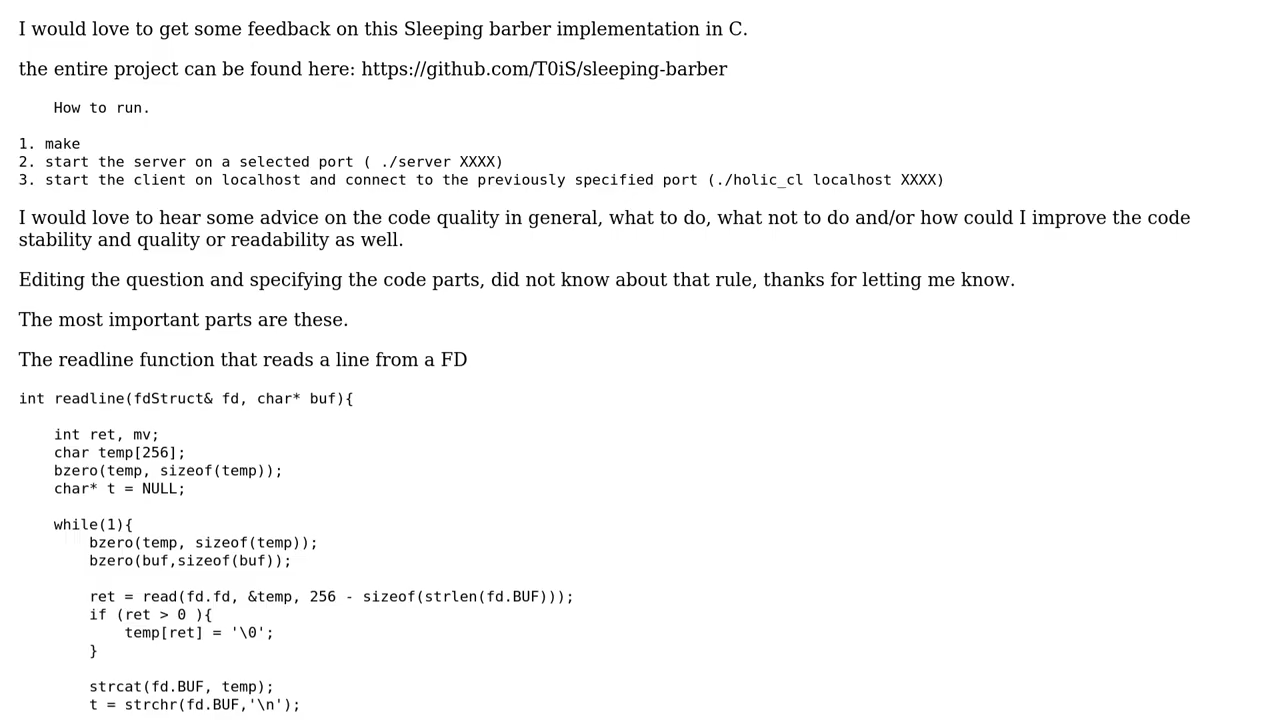 I would love to get some feedback on this Sleeping barber implementation in C.
the entire project can be found here: https://github.com/T0iS/sleeping-barber
How to run.
1. make
2. start the server on a selected port ( ./server XXXX)
3. start the client on localhost and connect to the previously specified port (./holic_cl localhost XXXX)
I would love to hear some advice on the code quality in general, what to do, what not to do and/or how could I improve the code
stability and quality or readability as well.
Editing the question and specifying the code parts, did not know about that rule, thanks for letting me know.
The most important parts are these.
The readline function that reads a line from a FD
int readline(fdStruct& fd, char* buf){
    int ret, mv;
    char temp[256];
    bzero(temp, sizeof(temp));
    char* t = NULL;
    while(1){
        bzero(temp, sizeof(temp));
        bzero(buf,sizeof(buf));
        ret = read(fd.fd, &temp, 256 - sizeof(strlen(fd.BUF)));
        if (ret > 0 ){
            temp[ret] = '\0';
        }
        strcat(fd.BUF, temp);
        t = strchr(fd.BUF,'\n');